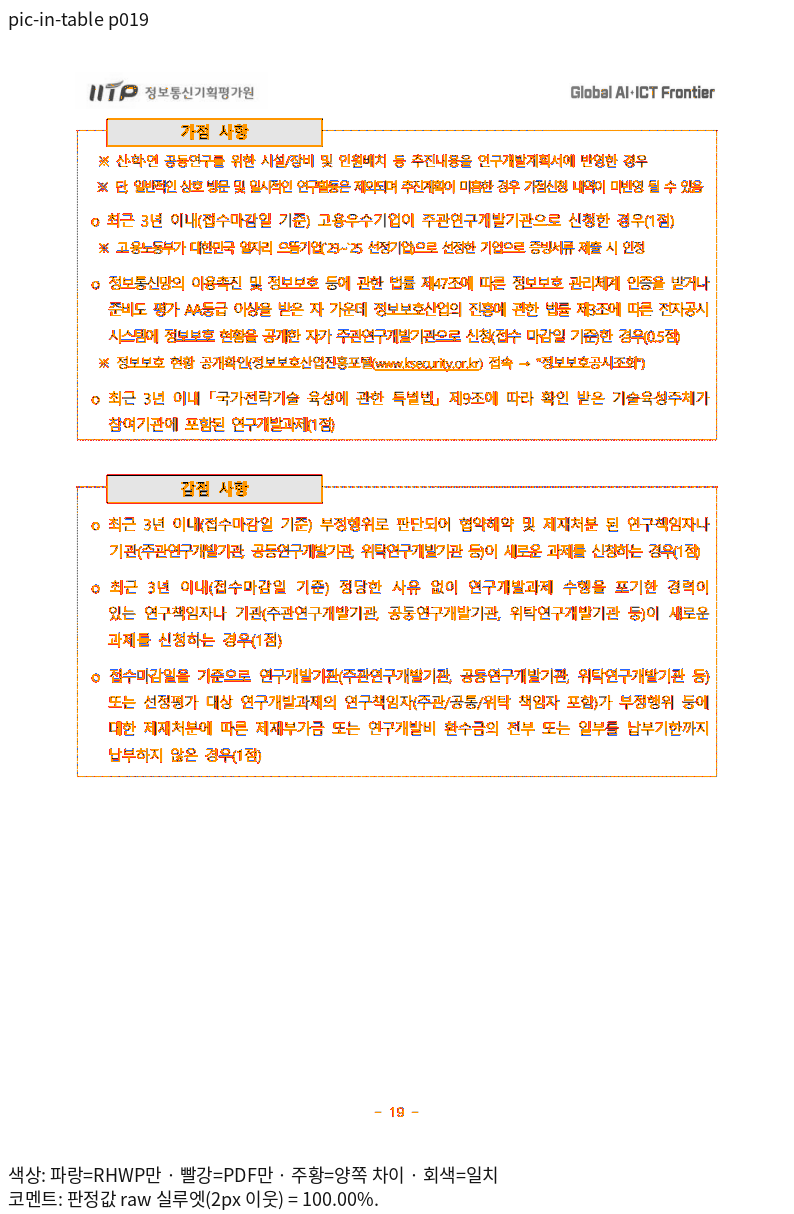 pic-in-table p019
IITP 정보통신기획평가원
Global AI·ICT Frontier
가점 사항
※ 산·학·연 공동연구를 위한 시설/장비 및 인원배치 등 추진내용을 연구개발계획서에 반영한 경우
※ 단, 일반적인 상호 방문 및 일시적인 연구활동은 제외되며 추진계획이 미흡한 경우 가점신청 내역이 미반영 될 수 있음
o 최근 3년 이내(접수마감일 기준) 고용우수기업이 주관연구개발기관으로 신청한 경우(1점)
※ 고용노동부가 대한민국 일자리 으뜸기업('23~'25 선정기업)으로 선정한 기업으로 증빙서류 제출 시 인정
o 정보통신망의 이용촉진 및 정보보호 등에 관한 법률 제47조에 따른 정보보호 관리체계 인증을 받거나
준비도 평가 AA등급 이상을 받은 자 가운데 정보보호산업의 진흥에 관한 법률 제13조에 따른 전자공시
시스템에 정보보호 현황을 공개한 자가 주관연구개발기관으로 신청(접수 마감일 기준)한 경우(0.5점)
※ 정보보호 현황 공개확인(정보보호산업진흥포털(www.ksecurity.or.kr) 접속 → "정보보호공시조회")
o 최근 3년 이내 「국가전략기술 육성에 관한 특별법」 제9조에 따라 확인 받은 기술육성주체가
참여기관에 포함된 연구개발과제(1점)
감점 사항
o 최근 3년 이내(접수마감일 기준) 부정행위로 판단되어 협약해약 및 제재처분 된 연구책임자나
기관(주관연구개발기관, 공동연구개발기관, 위탁연구개발기관 등)이 새로운 과제를 신청하는 경우(1점)
o 최근 3년 이내(접수마감일 기준) 정당한 사유 없이 연구개발과제 수행을 포기한 경력이
있는 연구책임자나 기관(주관연구개발기관, 공동연구개발기관, 위탁연구개발기관 등)이 새로운
과제를 신청하는 경우(1점)
o 접수마감일을 기준으로 연구개발기관(주관연구개발기관, 공동연구개발기관, 위탁연구개발기관 등)
또는 선정평가 대상 연구개발과제의 연구책임자(주관/공동/위탁 책임자 포함)가 부정행위 등에
대한 제재처분에 따른 제재부가금 또는 연구개발비 환수금의 전부 또는 일부를 납부기한까지
납부하지 않은 경우(1점)
- 19 -
색상: 파랑=RHWP만 · 빨강=PDF만 · 주황=양쪽 차이 · 회색=일치
코멘트: 판정값 raw 실루엣(2px 이웃) = 100.00%.